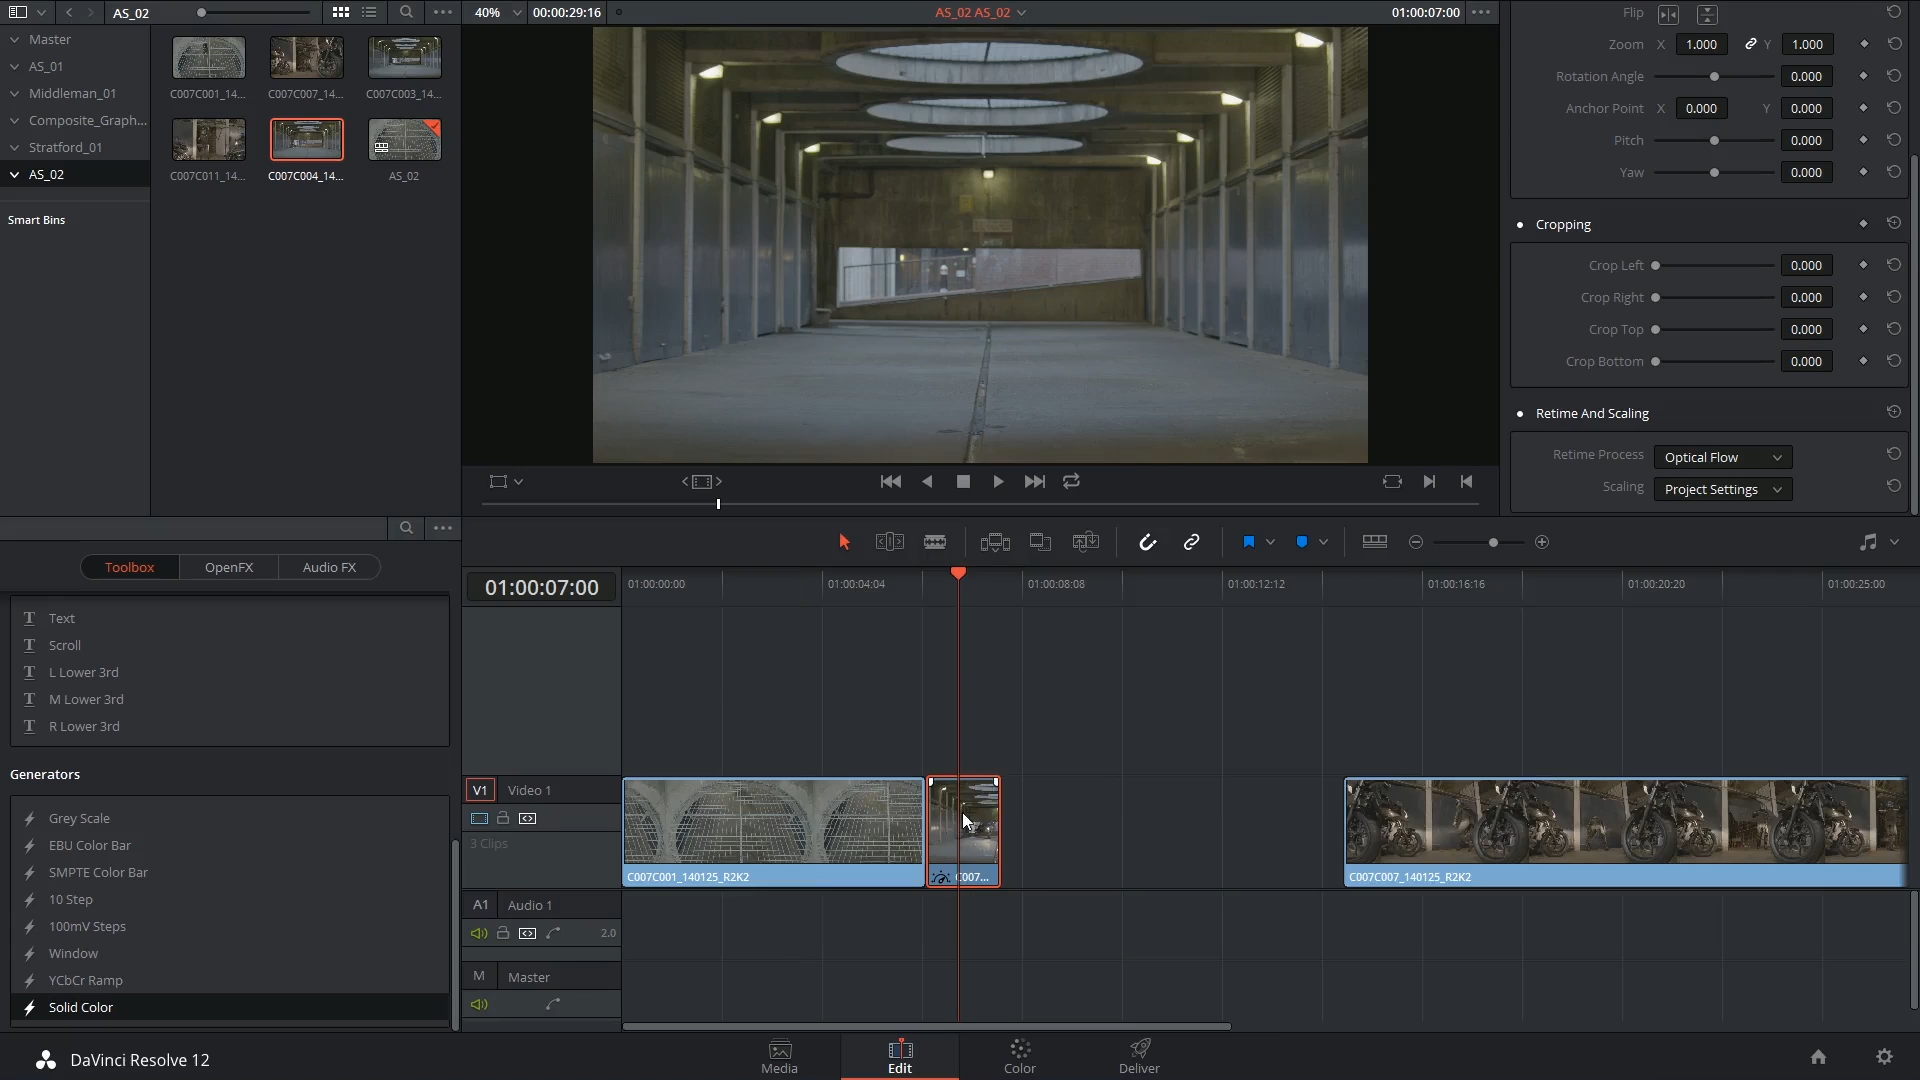 AS_02
40%
00:00:29:16
AS_02 AS_02
01:00:07:00
Master
AS_01
Middleman_01
Composite_Graph...
Stratford_01
AS_02
Smart Bins
C007C001_14...
C007C007_14...
C007C003_14...
C007C011_14...
C007C004_14...
AS_02
Flip
Zoom X 1.000 Y 1.000
Rotation Angle 0.000
Anchor Point X 0.000 Y 0.000
Pitch 0.000
Yaw 0.000
Cropping
Crop Left 0.000
Crop Right 0.000
Crop Top 0.000
Crop Bottom 0.000
Retime And Scaling
Retime Process Optical Flow
Scaling Project Settings
Toolbox
OpenFX
Audio FX
Text
Scroll
L Lower 3rd
M Lower 3rd
R Lower 3rd
Generators
Grey Scale
EBU Color Bar
SMPTE Color Bar
10 Step
100mV Steps
Window
YCbCr Ramp
Solid Color
01:00:07:00
01:00:00:00
01:00:04:04
01:00:08:08
01:00:12:12
01:00:16:16
01:00:20:20
01:00:25:00
V1 Video 1
3 Clips
C007C001_140125_R2K2
C007...
C007C007_140125_R2K2
A1 Audio 1
2.0
M Master
DaVinci Resolve 12
Media
Edit
Color
Deliver